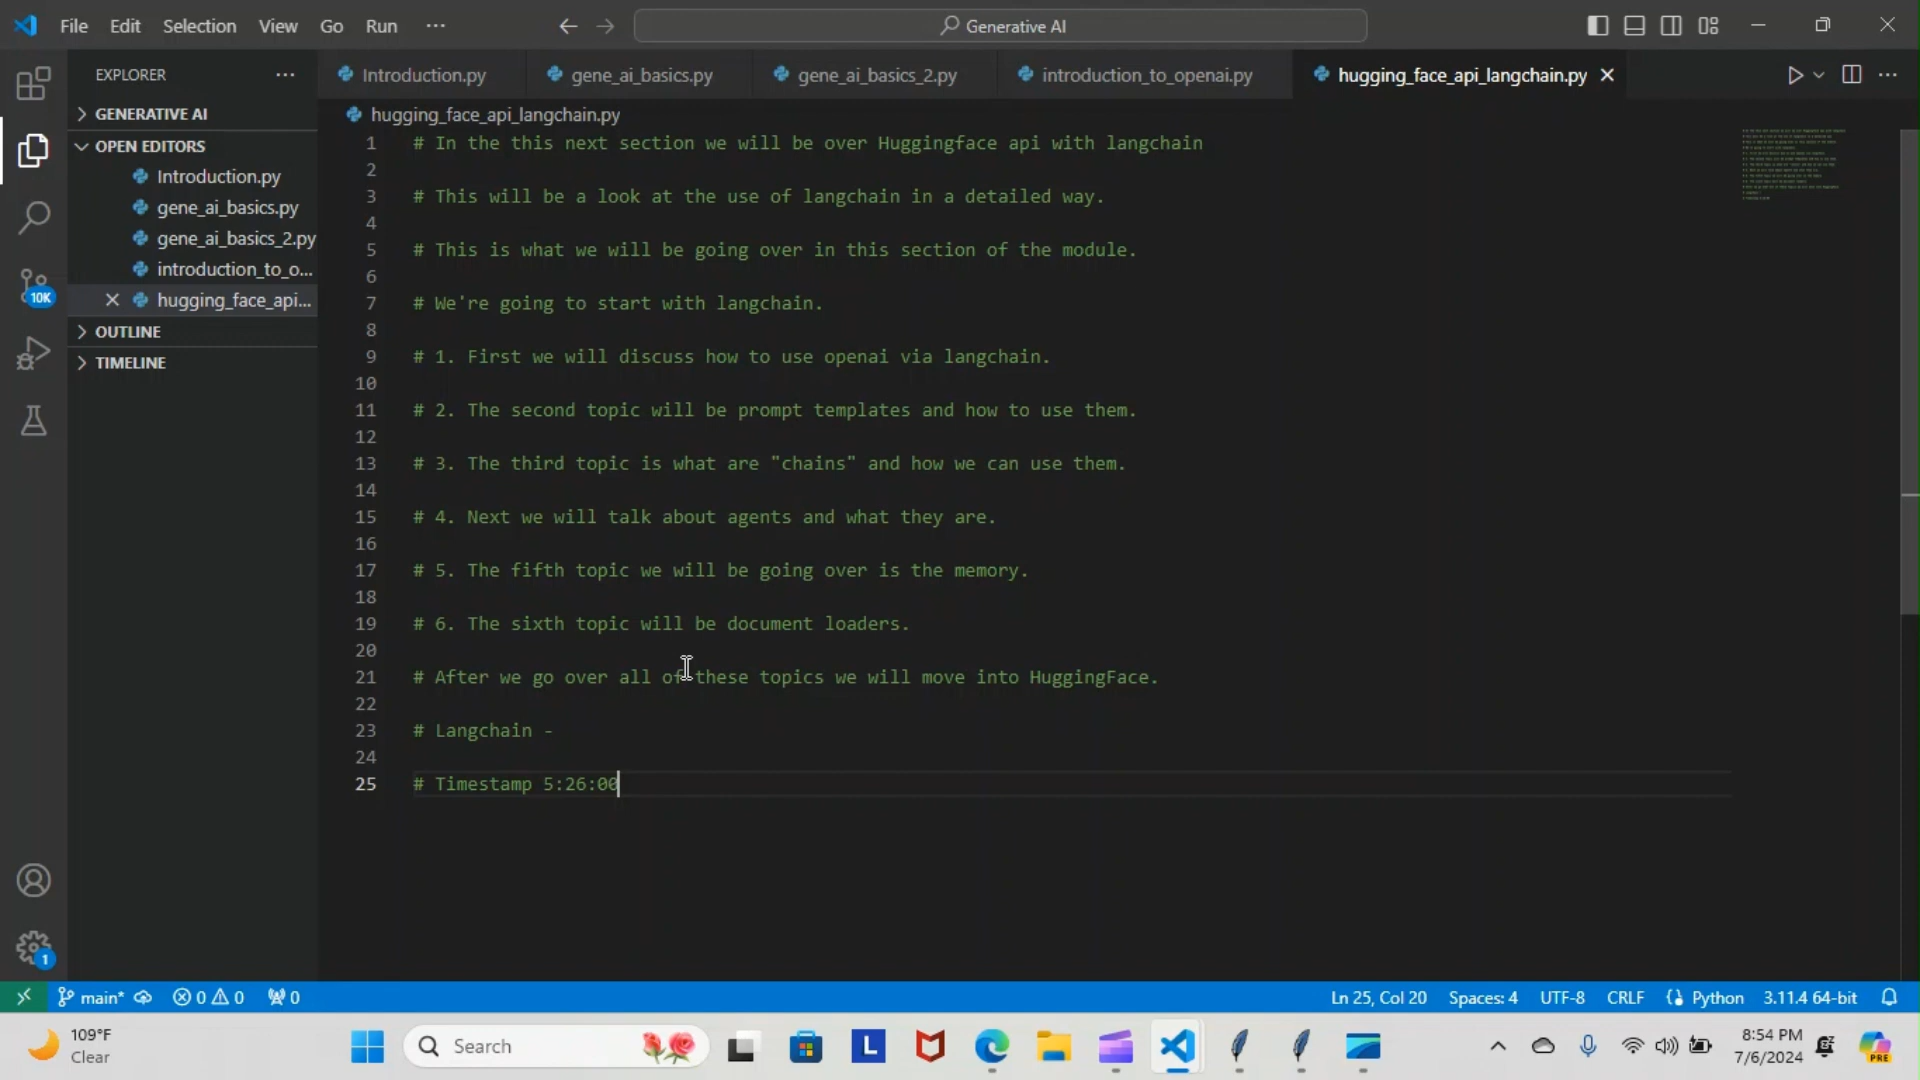 File Edit Selection View Go Run ··· Generative AI
EXPLORER ···
Introduction.py gene_ai_basics.py gene_ai_basics_2.py introduction_to_openai.py hugging_face_api_langchain.py
GENERATIVE AI
OPEN EDITORS
Introduction.py
gene_ai_basics.py
gene_ai_basics_2.py
introduction_to_o...
hugging_face_api...
OUTLINE
TIMELINE
10K
1
hugging_face_api_langchain.py
1 # In the this next section we will be over Huggingface api with langchain
2
3 # This will be a look at the use of langchain in a detailed way.
4
5 # This is what we will be going over in this section of the module.
6
7 # We're going to start with langchain.
8
9 # 1. First we will discuss how to use openai via langchain.
10
11 # 2. The second topic will be prompt templates and how to use them.
12
13 # 3. The third topic is what are "chains" and how we can use them.
14
15 # 4. Next we will talk about agents and what they are.
16
17 # 5. The fifth topic we will be going over is the memory.
18
19 # 6. The sixth topic will be document loaders.
20
21 # After we go over all of these topics we will move into HuggingFace.
22
23 # Langchain -
24
25 # Timestamp 5:26:00
main* 0 0 0 Ln 25, Col 20 Spaces: 4 UTF-8 CRLF Python 3.11.4 64-bit
109°F
Clear
Search
L
8:54 PM
7/6/2024
PRE